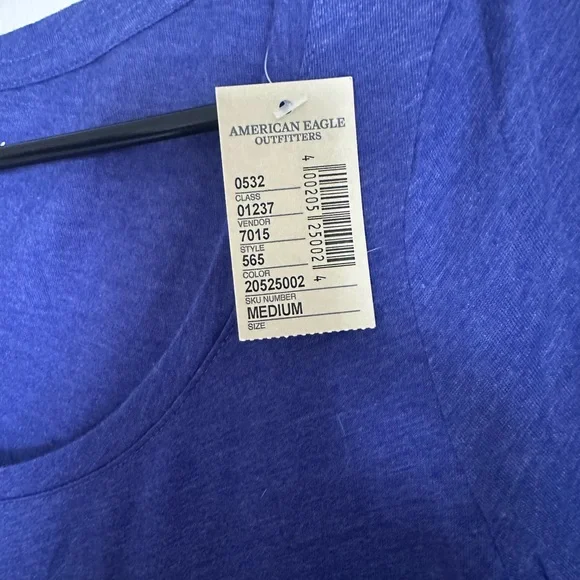 AMERICAN EAGLE
OUTFITTERS
0532
CLASS
01237
VENDOR
7015
STYLE
565
COLOR
20525002
SKU NUMBER
MEDIUM
SIZE
4 00205 25002 4